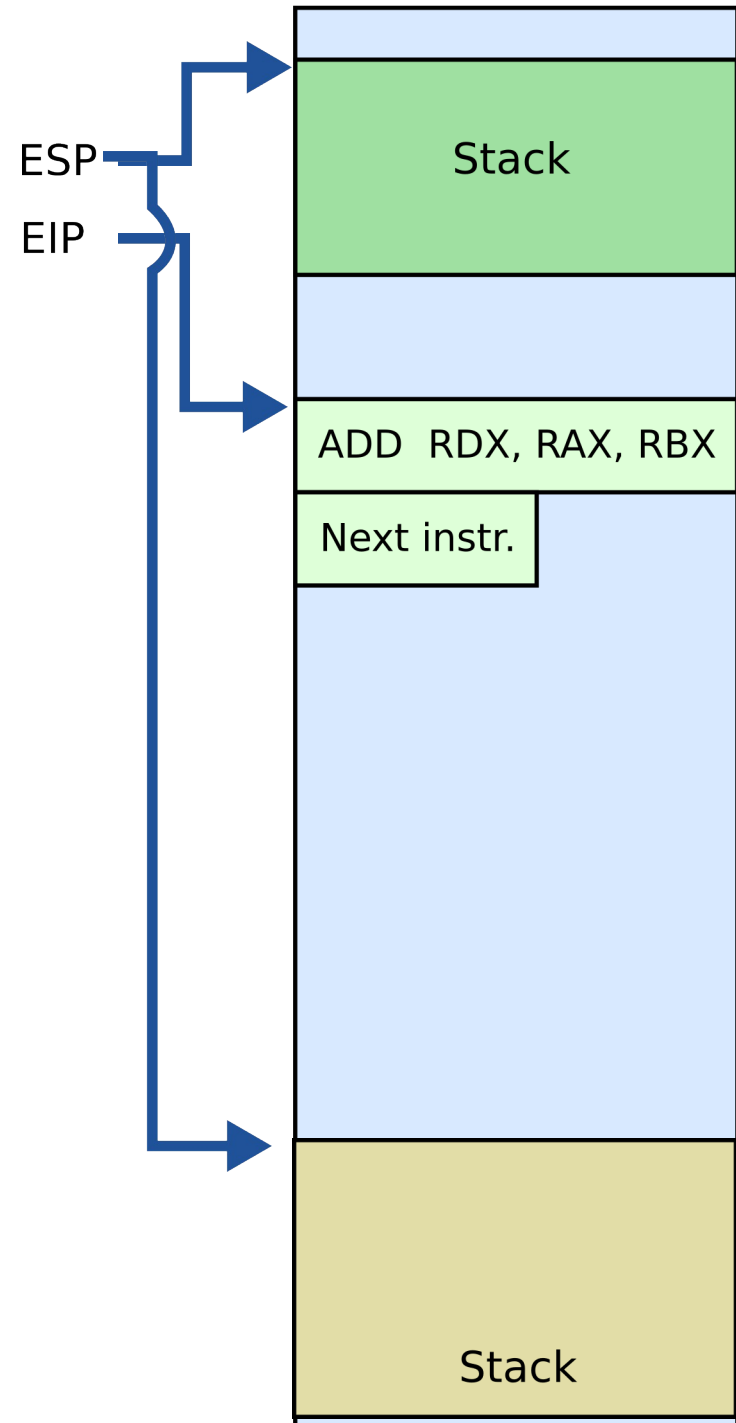 Stack
ESP
EIP
ADD  RDX, RAX, RBX
Next instr.
Stack